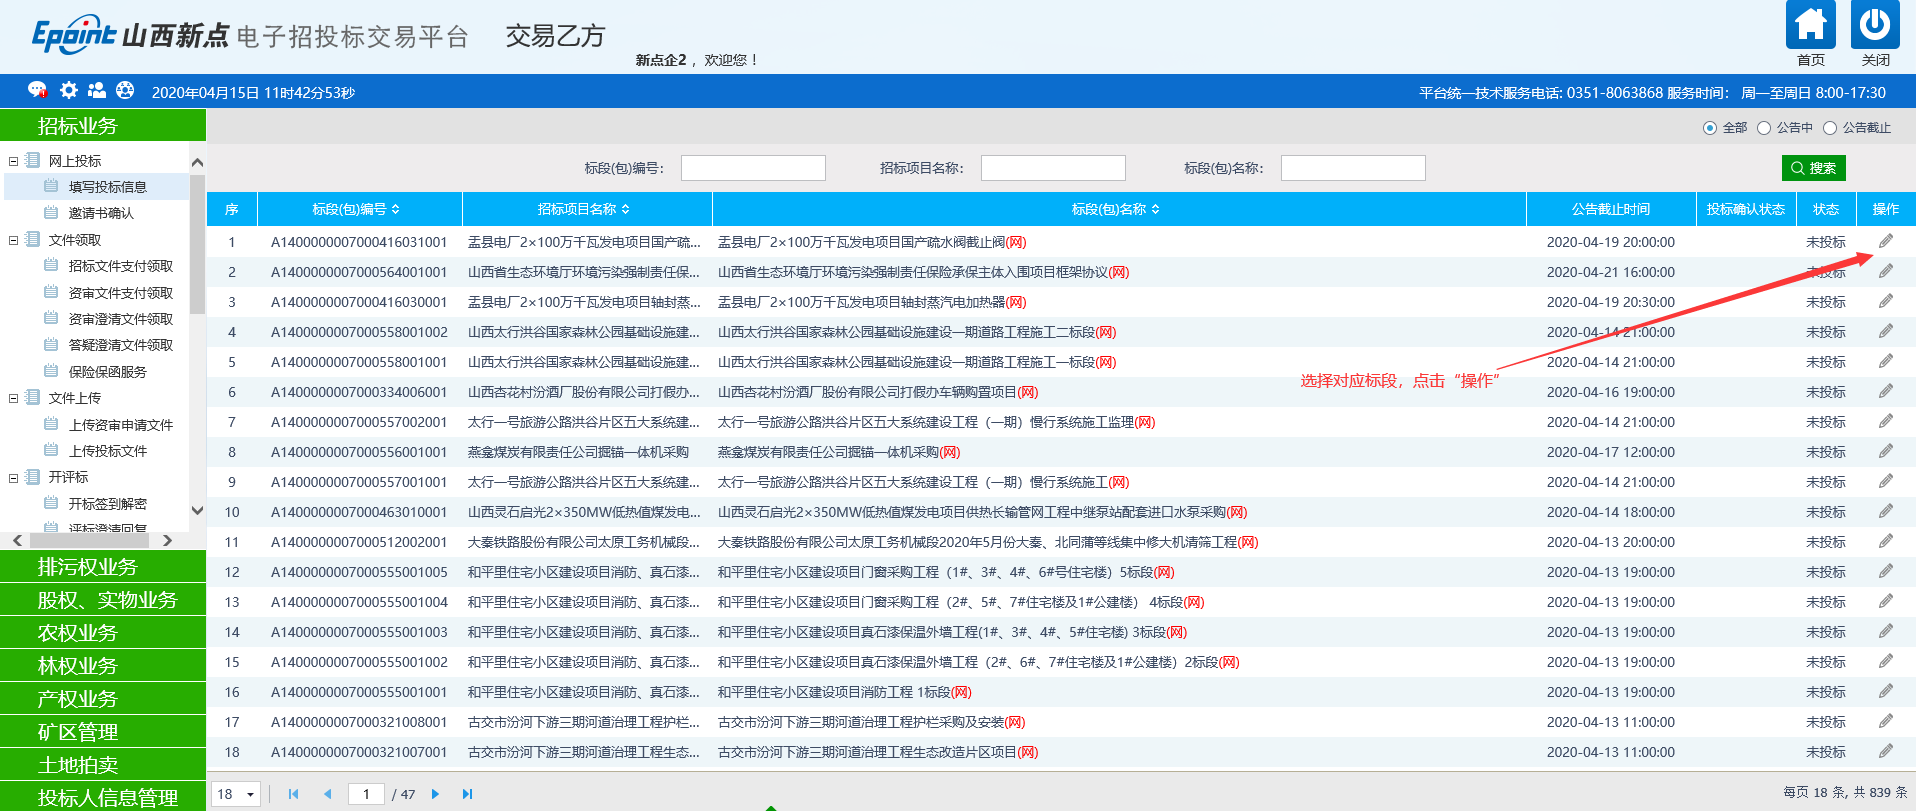 Epoint 山西新点 电子招投标交易平台 交易乙方
新点企2 ，欢迎您！
首页 关闭
2020年04月15日 11时42分53秒 平台统一技术服务电话: 0351-8063868 服务时间： 周一至周日 8:00-17:30
招标业务
网上投标
填写投标信息
邀请书确认
文件领取
招标文件支付领取
资审文件支付领取
资审澄清文件领取
答疑澄清文件领取
保险保函服务
文件上传
上传资审申请文件
上传投标文件
开评标
开标签到解密
评标澄清回复
排污权业务
股权、实物业务
农权业务
林权业务
产权业务
矿区管理
土地拍卖
投标人信息管理
全部 公告中 公告截止
标段(包)编号： 招标项目名称： 标段(包)名称： 搜索
序 标段(包)编号 招标项目名称 标段(包)名称 公告截止时间 投标确认状态 状态 操作
1 A1400000007000416031001 盂县电厂2×100万千瓦发电项目国产疏... 盂县电厂2×100万千瓦发电项目国产疏水阀截止阀(网) 2020-04-19 20:00:00 未投标
2 A1400000007000564001001 山西省生态环境厅环境污染强制责任保... 山西省生态环境厅环境污染强制责任保险承保主体入围项目框架协议(网) 2020-04-21 16:00:00 未投标
3 A1400000007000416030001 盂县电厂2×100万千瓦发电项目轴封蒸... 盂县电厂2×100万千瓦发电项目轴封蒸汽电加热器(网) 2020-04-19 20:30:00 未投标
4 A1400000007000558001002 山西太行洪谷国家森林公园基础设施建... 山西太行洪谷国家森林公园基础设施建设一期道路工程施工二标段(网) 2020-04-14 21:00:00 未投标
5 A1400000007000558001001 山西太行洪谷国家森林公园基础设施建... 山西太行洪谷国家森林公园基础设施建设一期道路工程施工一标段(网) 2020-04-14 21:00:00 未投标
选择对应标段，点击“操作”
6 A1400000007000334006001 山西杏花村汾酒厂股份有限公司打假办... 山西杏花村汾酒厂股份有限公司打假办车辆购置项目(网) 2020-04-16 19:00:00 未投标
7 A1400000007000557002001 太行一号旅游公路洪谷片区五大系统建... 太行一号旅游公路洪谷片区五大系统建设工程（一期）慢行系统施工监理(网) 2020-04-14 21:00:00 未投标
8 A1400000007000556001001 燕龛煤炭有限责任公司掘锚一体机采购 燕龛煤炭有限责任公司掘锚一体机采购(网) 2020-04-17 12:00:00 未投标
9 A1400000007000557001001 太行一号旅游公路洪谷片区五大系统建... 太行一号旅游公路洪谷片区五大系统建设工程（一期）慢行系统施工(网) 2020-04-14 21:00:00 未投标
10 A1400000007000463010001 山西灵石启光2×350MW低热值煤发电... 山西灵石启光2×350MW低热值煤发电项目供热长输管网工程中继泵站配套进口水泵采购(网) 2020-04-14 18:00:00 未投标
11 A1400000007000512002001 大秦铁路股份有限公司太原工务机械段... 大秦铁路股份有限公司太原工务机械段2020年5月份大秦、北同蒲等线集中修大机清筛工程(网) 2020-04-13 20:00:00 未投标
12 A1400000007000555001005 和平里住宅小区建设项目消防、真石漆... 和平里住宅小区建设项目门窗采购工程（1#、3#、4#、6#号住宅楼）5标段(网) 2020-04-13 19:00:00 未投标
13 A1400000007000555001004 和平里住宅小区建设项目消防、真石漆... 和平里住宅小区建设项目门窗采购工程（2#、5#、7#住宅楼及1#公建楼） 4标段(网) 2020-04-13 19:00:00 未投标
14 A1400000007000555001003 和平里住宅小区建设项目消防、真石漆... 和平里住宅小区建设项目真石漆保温外墙工程(1#、3#、4#、5#住宅楼) 3标段(网) 2020-04-13 19:00:00 未投标
15 A1400000007000555001002 和平里住宅小区建设项目消防、真石漆... 和平里住宅小区建设项目真石漆保温外墙工程（2#、6#、7#住宅楼及1#公建楼）2标段(网) 2020-04-13 19:00:00 未投标
16 A1400000007000555001001 和平里住宅小区建设项目消防、真石漆... 和平里住宅小区建设项目消防工程 1标段(网) 2020-04-13 19:00:00 未投标
17 A1400000007000321008001 古交市汾河下游三期河道治理工程护栏... 古交市汾河下游三期河道治理工程护栏采购及安装(网) 2020-04-13 11:00:00 未投标
18 A1400000007000321007001 古交市汾河下游三期河道治理工程生态... 古交市汾河下游三期河道治理工程生态改造片区项目(网) 2020-04-13 11:00:00 未投标
18 1 / 47 每页 18 条, 共 839 条